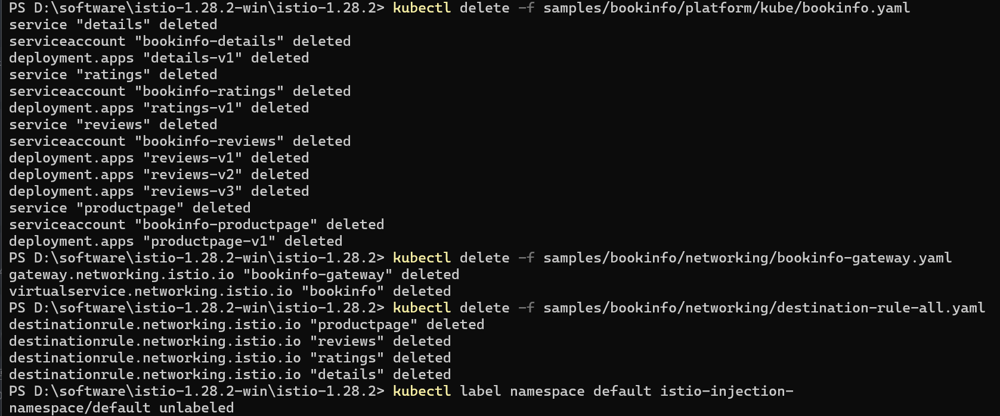 PS D:\software\istio-1.28.2-win\istio-1.28.2> kubectl delete -f samples/bookinfo/platform/kube/bookinfo.yaml
service "details" deleted
serviceaccount "bookinfo-details" deleted
deployment.apps "details-v1" deleted
service "ratings" deleted
serviceaccount "bookinfo-ratings" deleted
deployment.apps "ratings-v1" deleted
service "reviews" deleted
serviceaccount "bookinfo-reviews" deleted
deployment.apps "reviews-v1" deleted
deployment.apps "reviews-v2" deleted
deployment.apps "reviews-v3" deleted
service "productpage" deleted
serviceaccount "bookinfo-productpage" deleted
deployment.apps "productpage-v1" deleted
PS D:\software\istio-1.28.2-win\istio-1.28.2> kubectl delete -f samples/bookinfo/networking/bookinfo-gateway.yaml
gateway.networking.istio.io "bookinfo-gateway" deleted
virtualservice.networking.istio.io "bookinfo" deleted
PS D:\software\istio-1.28.2-win\istio-1.28.2> kubectl delete -f samples/bookinfo/networking/destination-rule-all.yaml
destinationrule.networking.istio.io "productpage" deleted
destinationrule.networking.istio.io "reviews" deleted
destinationrule.networking.istio.io "ratings" deleted
destinationrule.networking.istio.io "details" deleted
PS D:\software\istio-1.28.2-win\istio-1.28.2> kubectl label namespace default istio-injection-
namespace/default unlabeled